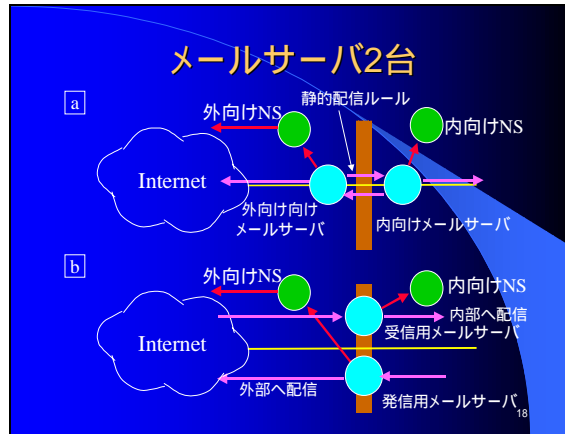 メールサーバ2台
a
静的配信ルール
外向けNS
内向けNS
Internet
外向け向け
メールサーバ
内向けメールサーバ
b
外向けNS
内向けNS
内部へ配信
受信用メールサーバ
Internet
外部へ配信
発信用メールサーバ
18